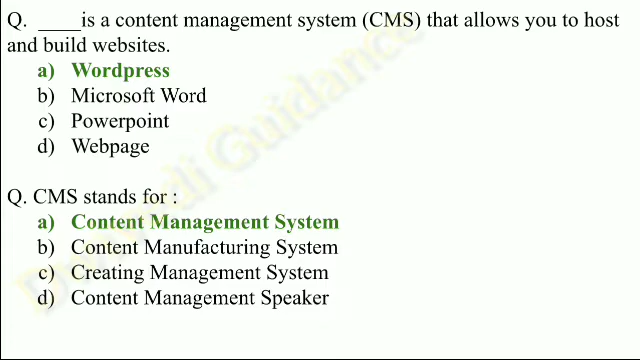 Q. ____is a content management system (CMS) that allows you to host
and build websites.
a) Wordpress
b) Microsoft Word
c) Powerpoint
d) Webpage
Q. CMS stands for :
a) Content Management System
b) Content Manufacturing System
c) Creating Management System
d) Content Management Speaker
Guidance